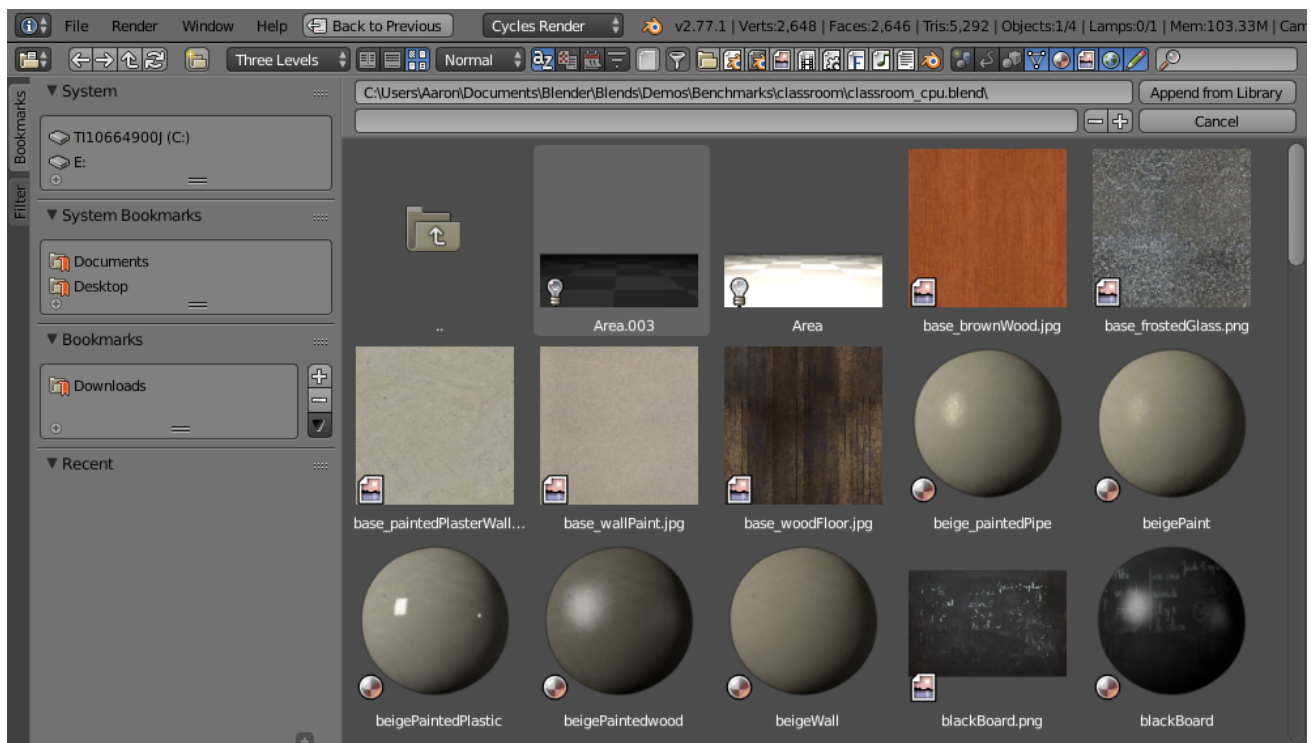 File Render Window Help Back to Previous Cycles Render v2.77.1 | Verts:2,648 | Faces:2,646 | Tris:5,292 | Objects:1/4 | Lamps:0/1 | Mem:103.33M | Cam
Three Levels Normal
Bookmarks
Filter
System
TI10664900J (C:)
E:
System Bookmarks
Documents
Desktop
Bookmarks
Downloads
Recent
C:\Users\Aaron\Documents\Blender\Blends\Demos\Benchmarks\classroom\classroom_cpu.blend\ Append from Library
Cancel
.. Area.003 Area base_brownWood.jpg base_frostedGlass.png
base_paintedPlasterWall... base_wallPaint.jpg base_woodFloor.jpg beige_paintedPipe beigePaint
beigePaintedPlastic beigePaintedwood beigeWall blackBoard.png blackBoard